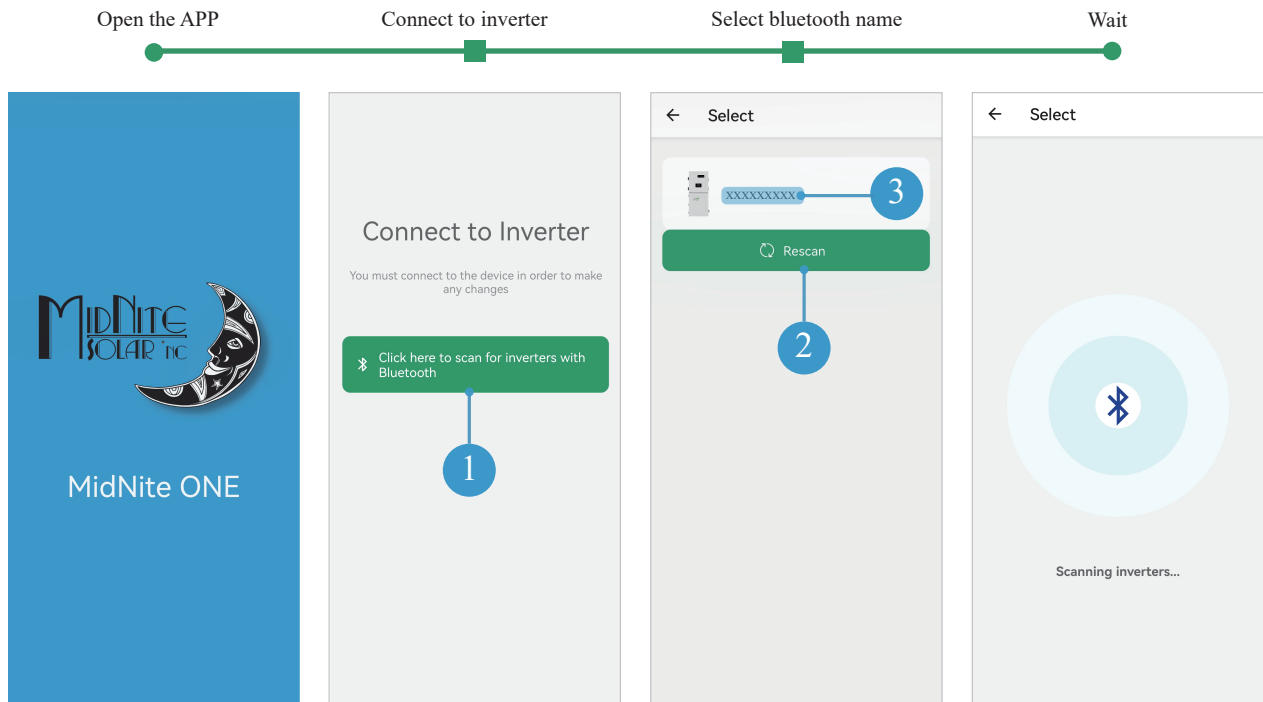 Open the APP
Connect to inverter
Select bluetooth name
Wait
MIDNITE
SOLAR INC
MidNite ONE
Connect to Inverter
You must connect to the device in order to make
any changes
Click here to scan for inverters with
Bluetooth
1
Select
XXXXXXXXX
3
Rescan
2
Select
Scanning inverters...